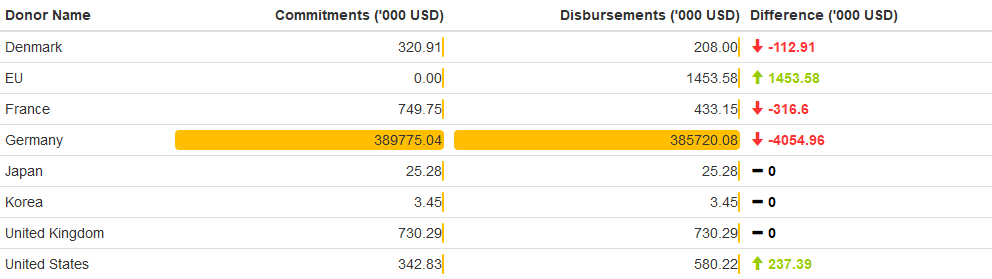 Donor Name Commitments ('000 USD) Disbursements ('000 USD) Difference ('000 USD)
Denmark 320.91 208.00 -112.91
EU 0.00 1453.58 1453.58
France 749.75 433.15 -316.6
Germany 389775.04 385720.08 -4054.96
Japan 25.28 25.28 0
Korea 3.45 3.45 0
United Kingdom 730.29 730.29 0
United States 342.83 580.22 237.39